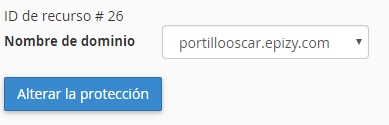 ID de recurso # 26
Nombre de dominio portillooscar.epizy.com
Alterar la protección